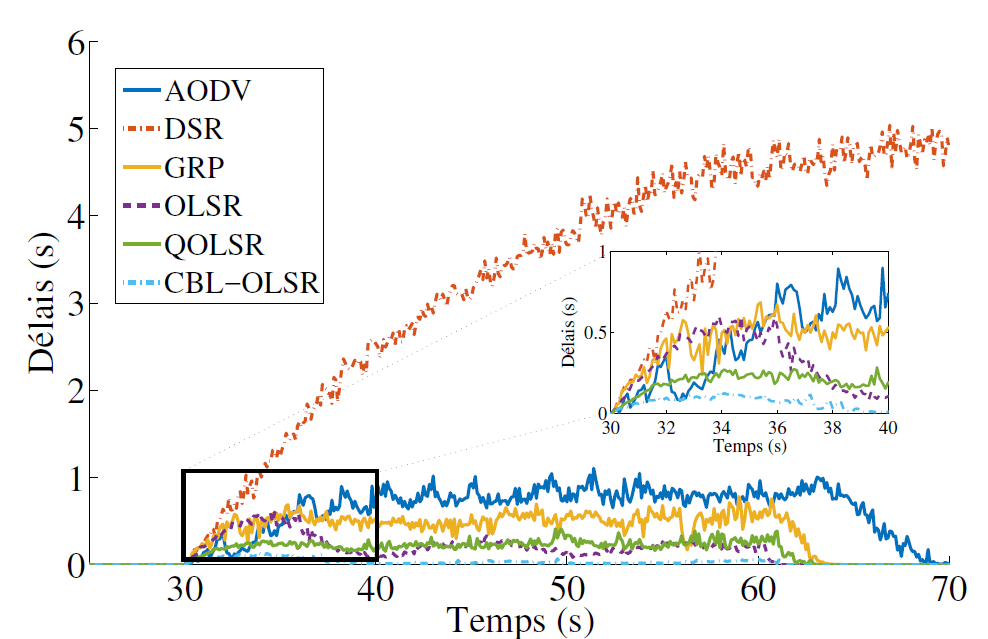 6
5
4
3
2
1
0
Délais (s)
AODV
DSR
GRP
OLSR
QOLSR
CBL-OLSR
30
40
50
60
70
Temps (s)
1
0.5
0
Délais (s)
30
32
34
36
38
40
Temps (s)